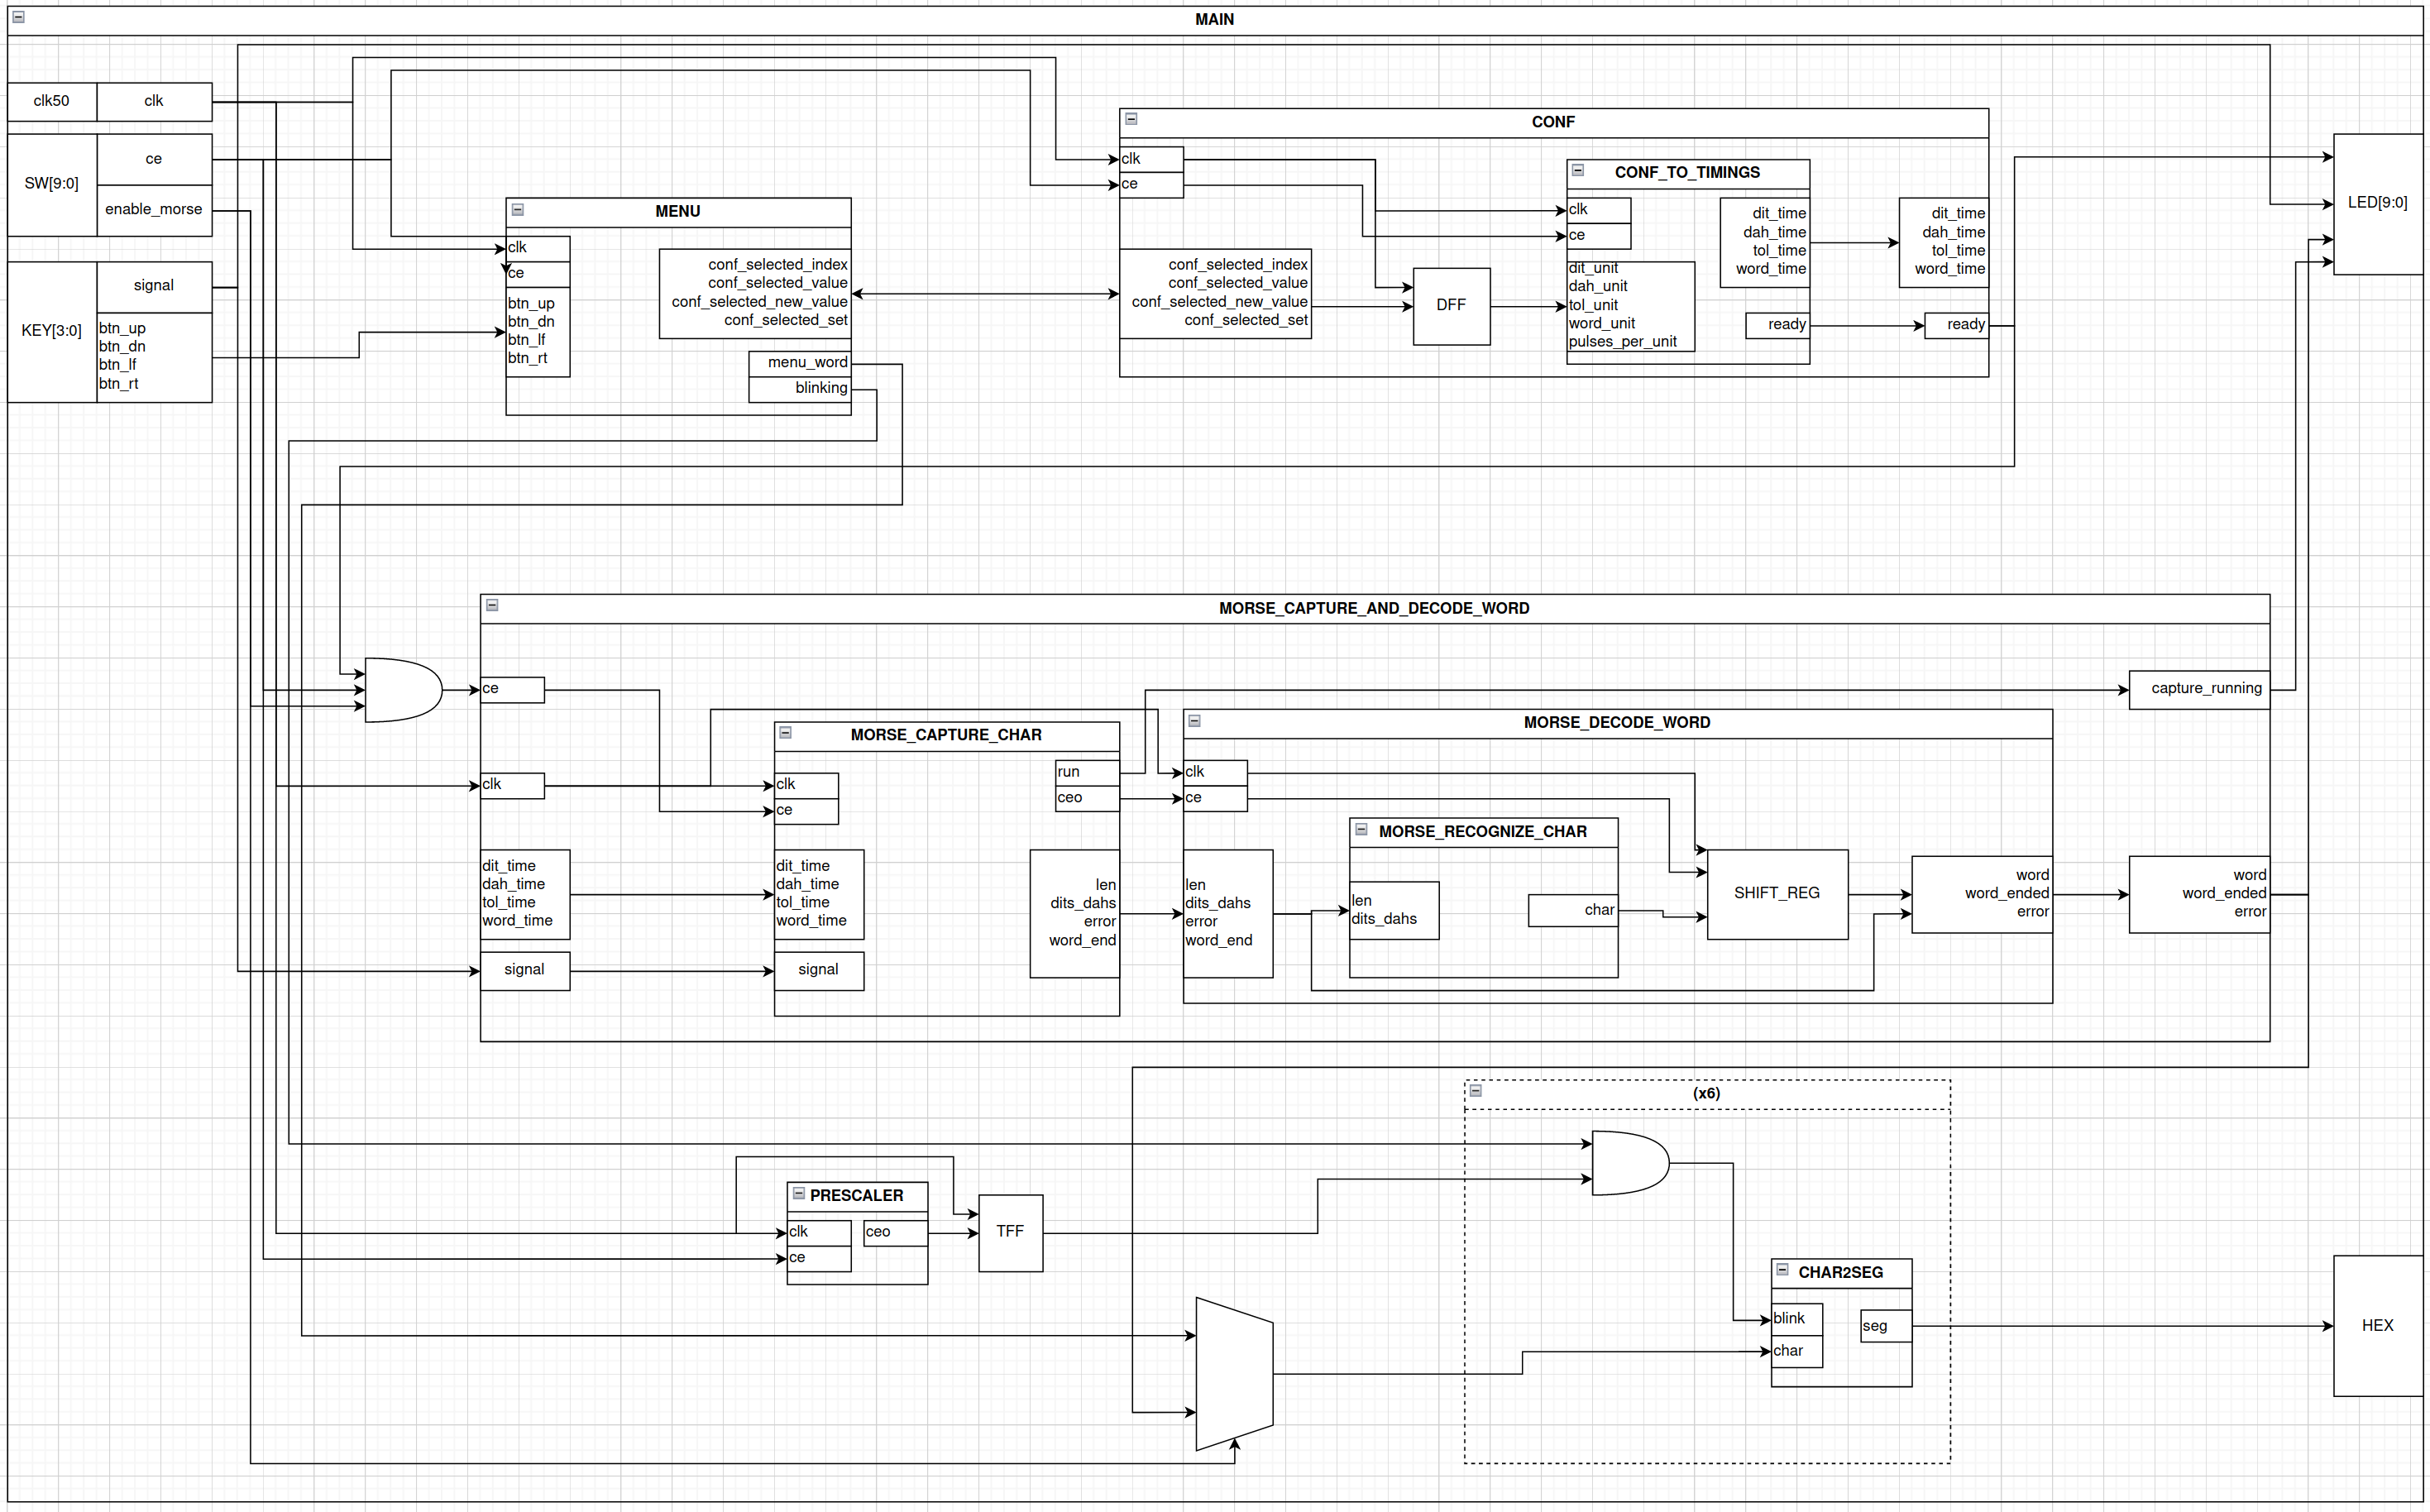 MAIN
clk50
clk
SW[9:0]
ce
enable_morse
KEY[3:0]
signal
btn_up
btn_dn
btn_lf
btn_rt
MENU
clk
ce
btn_up
btn_dn
btn_lf
btn_rt
conf_selected_index
conf_selected_value
conf_selected_new_value
conf_selected_set
menu_word
blinking
CONF
clk
ce
conf_selected_index
conf_selected_value
conf_selected_new_value
conf_selected_set
DFF
CONF_TO_TIMINGS
clk
ce
dit_unit
dah_unit
tol_unit
word_unit
pulses_per_unit
dit_time
dah_time
tol_time
word_time
ready
dit_time
dah_time
tol_time
word_time
ready
LED[9:0]
MORSE_CAPTURE_AND_DECODE_WORD
ce
clk
dit_time
dah_time
tol_time
word_time
signal
MORSE_CAPTURE_CHAR
clk
ce
dit_time
dah_time
tol_time
word_time
signal
run
ceo
len
dits_dahs
error
word_end
MORSE_DECODE_WORD
clk
ce
len
dits_dahs
error
word_end
MORSE_RECOGNIZE_CHAR
len
dits_dahs
char
SHIFT_REG
word
word_ended
error
capture_running
word
word_ended
error
(x6)
PRESCALER
clk
ce
ceo
TFF
CHAR2SEG
blink
char
seg
HEX